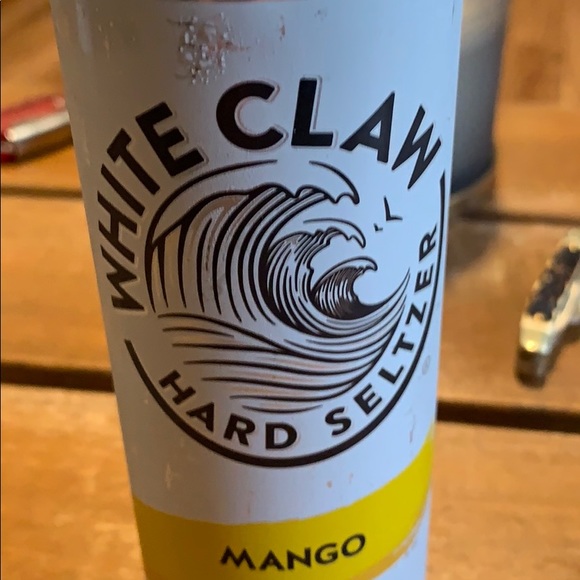 WHITE CLAW
HARD SELTZER
®
MANGO